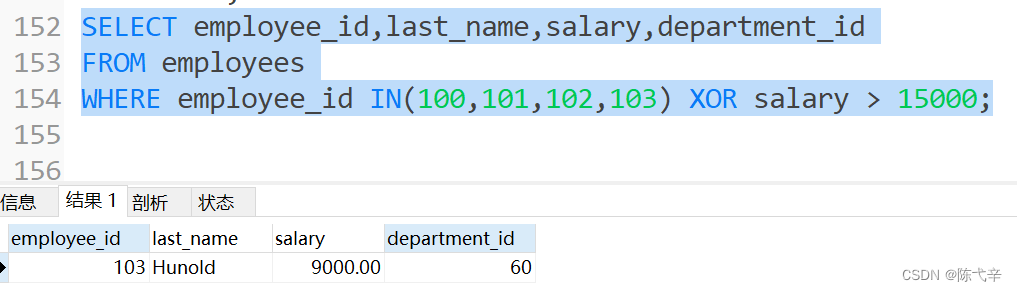 152 SELECT employee_id,last_name,salary,department_id
153 FROM employees
154 WHERE employee_id IN(100,101,102,103) XOR salary > 15000;
155
156
信息 结果 1 剖析 状态
employee_id last_name salary department_id
103 Hunold 9000.00 60
CSDN @陈弋辛